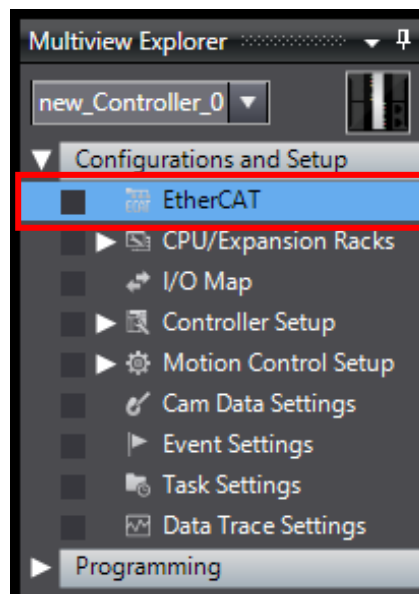 Multiview Explorer
new_Controller_0
Configurations and Setup
EtherCAT
CPU/Expansion Racks
I/O Map
Controller Setup
Motion Control Setup
Cam Data Settings
Event Settings
Task Settings
Data Trace Settings
Programming